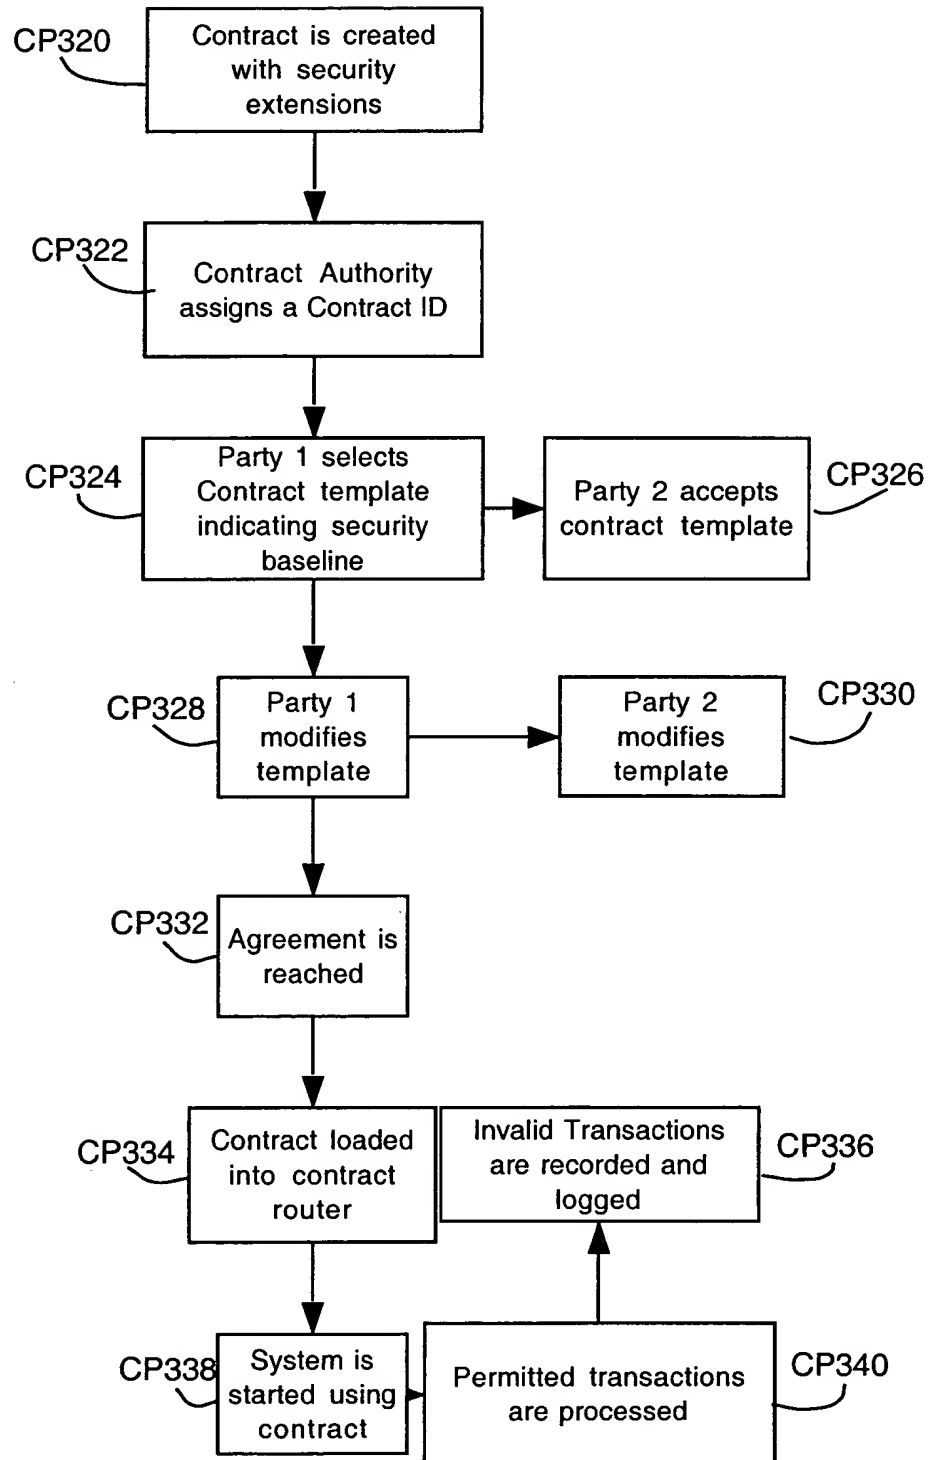 CP320
Contract is created
with security
extensions
CP322
Contract Authority
assigns a Contract ID
CP324
Party 1 selects
Contract template
indicating security
baseline
Party 2 accepts
contract template
CP326
CP328
Party 1
modifies
template
Party 2
modifies
template
CP330
CP332
Agreement is
reached
CP334
Contract loaded
into contract
router
Invalid Transactions
are recorded and
logged
CP336
CP338
System is
started using
contract
Permitted transactions
are processed
CP340